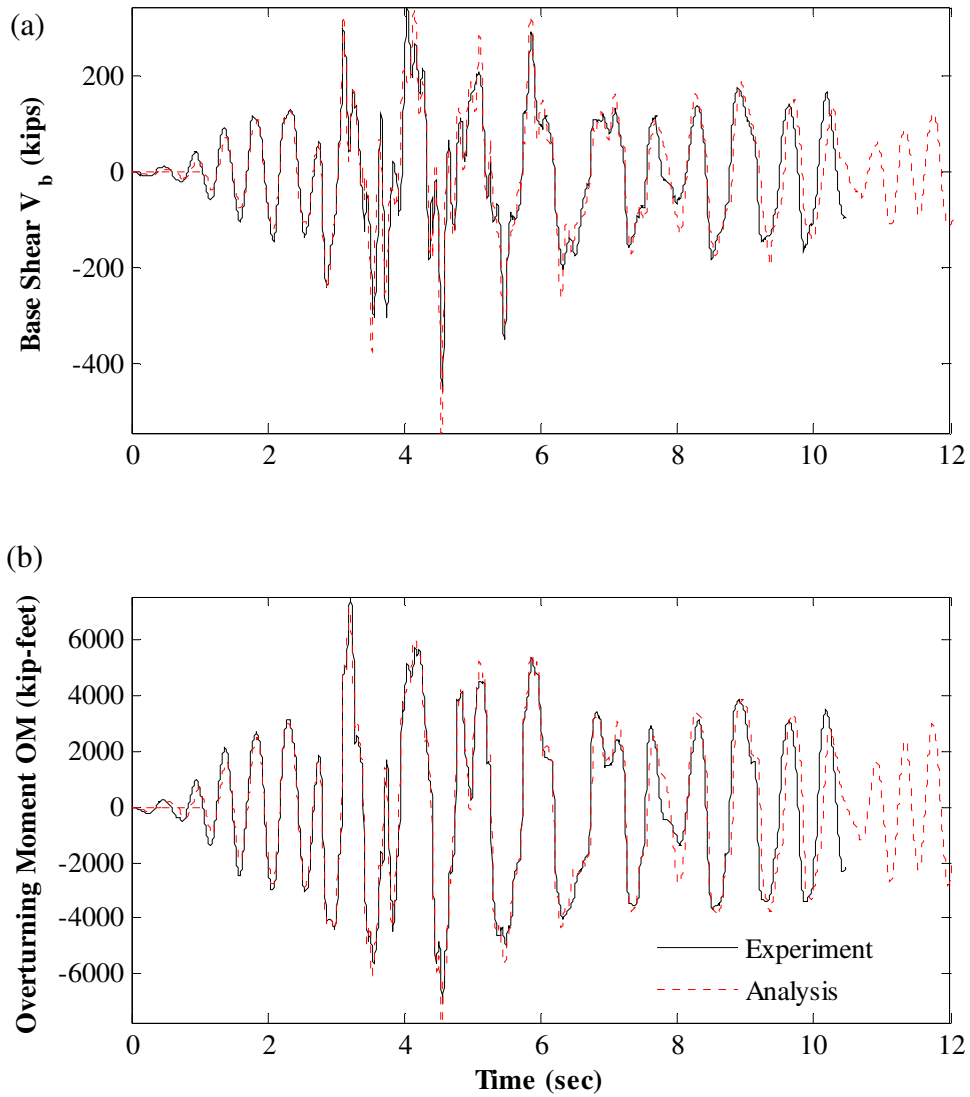 (a)
Base Shear V_b (kips)
200
0
-200
-400
0 2 4 6 8 10 12
(b)
Overturning Moment OM (kip-feet)
6000
4000
2000
0
-2000
-4000
-6000
Experiment
Analysis
0 2 4 6 8 10 12
Time (sec)